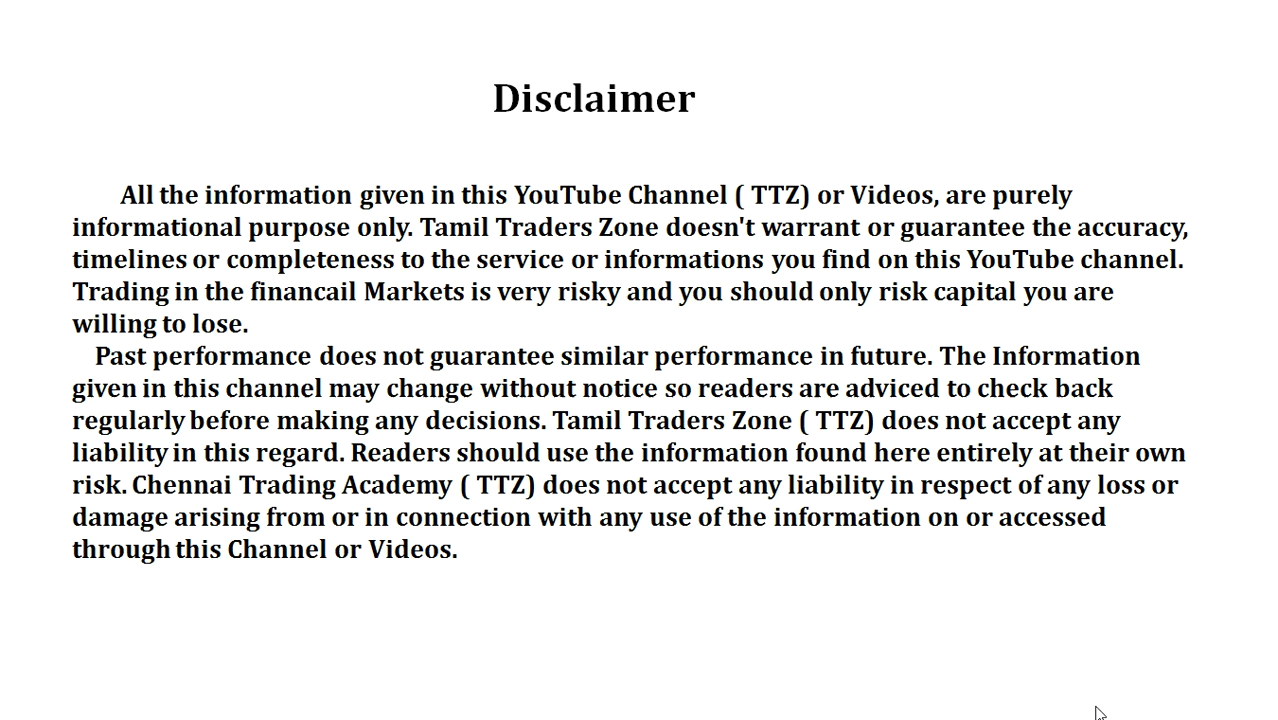 Disclaimer
All the information given in this YouTube Channel ( TTZ) or Videos, are purely
informational purpose only. Tamil Traders Zone doesn't warrant or guarantee the accuracy,
timelines or completeness to the service or informations you find on this YouTube channel.
Trading in the financail Markets is very risky and you should only risk capital you are
willing to lose.
Past performance does not guarantee similar performance in future. The Information
given in this channel may change without notice so readers are adviced to check back
regularly before making any decisions. Tamil Traders Zone ( TTZ) does not accept any
liability in this regard. Readers should use the information found here entirely at their own
risk. Chennai Trading Academy ( TTZ) does not accept any liability in respect of any loss or
damage arising from or in connection with any use of the information on or accessed
through this Channel or Videos.